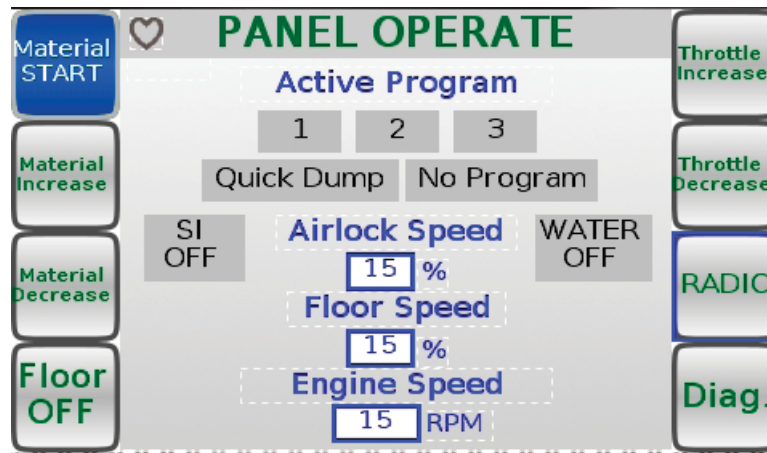 PANEL OPERATE
Material
START
Material
Increase
Material
Decrease
Floor
OFF
Active Program
1 2 3
Quick Dump No Program
SI
OFF
Airlock Speed
15 %
WATER
OFF
Floor Speed
15 %
Engine Speed
15 RPM
Throttle
Increase
Throttle
Decrease
RADIO
Diag.